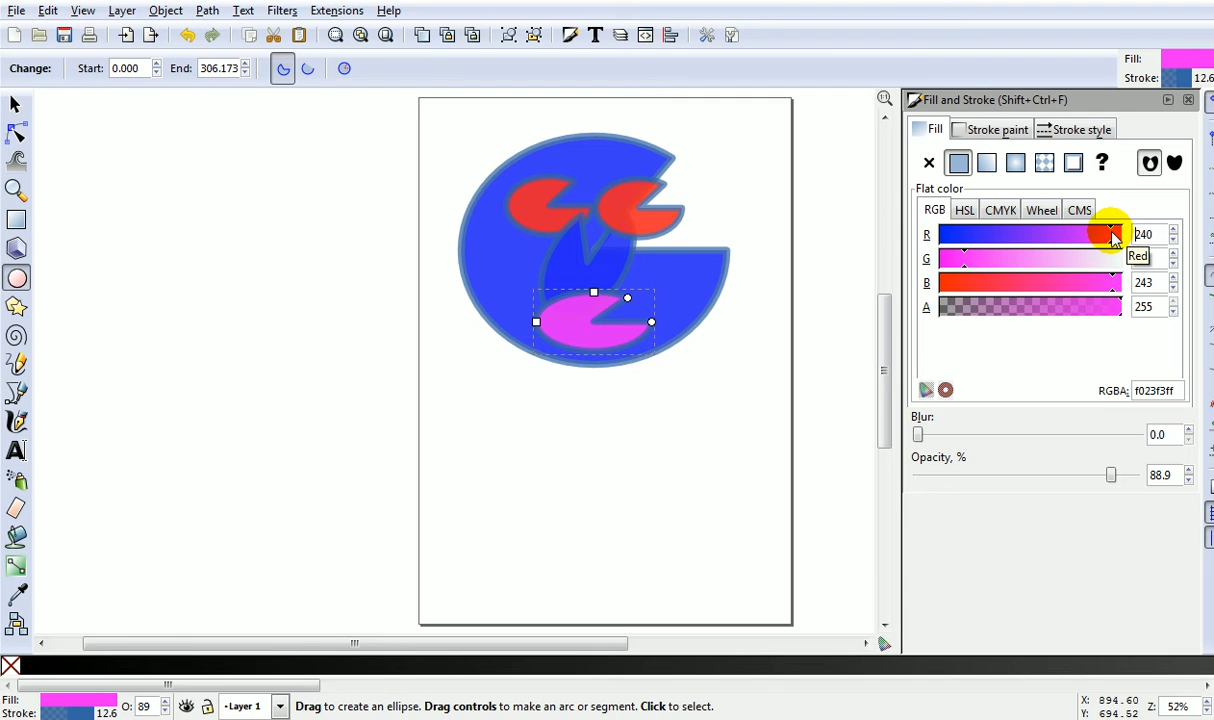 File Edit View Layer Object Path Text Filters Extensions Help
Change: Start: 0.000 End: 306.173
Fill:
Stroke: 12.6
Fill and Stroke (Shift+Ctrl+F)
Fill Stroke paint Stroke style
Flat color
RGB HSL CMYK Wheel CMS
R 240
Red
G
B 243
A 255
RGBA: f023f3ff
Blur:
0.0
Opacity, %
88.9
Fill:
Stroke: 12.6
O: 89
Layer 1
Drag to create an ellipse. Drag controls to make an arc or segment. Click to select.
X: 894.60
Y: 694.52
Z: 52%